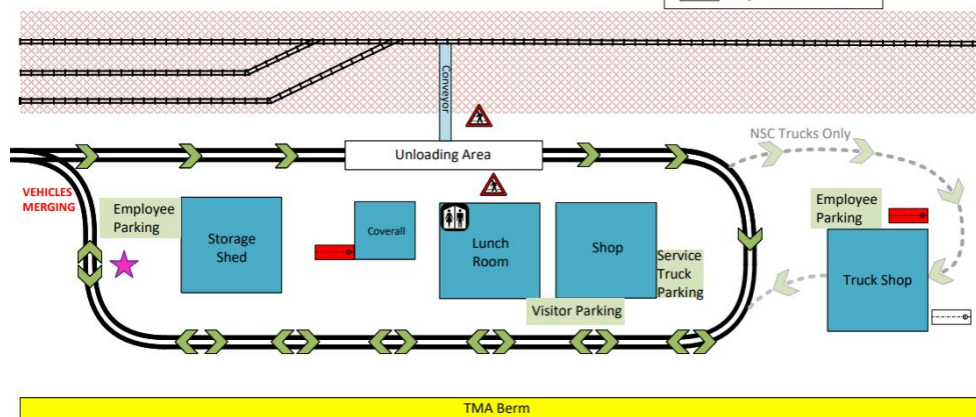 Conveyor
NSC Trucks Only
Unloading Area
VEHICLES
MERGING
Employee
Parking
Storage
Shed
Coverall
Lunch
Room
Shop
Service
Truck
Parking
Visitor Parking
Employee
Parking
Truck Shop
TMA Berm